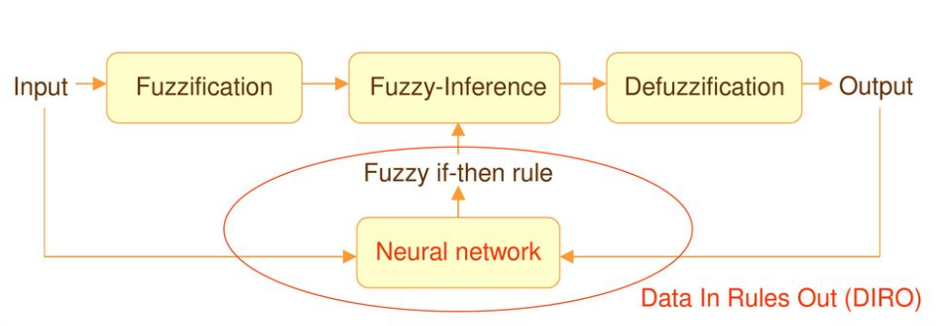 Input
Fuzzification
Fuzzy-Inference
Defuzzification
Output
Fuzzy if-then rule
Neural network
Data In Rules Out (DIRO)